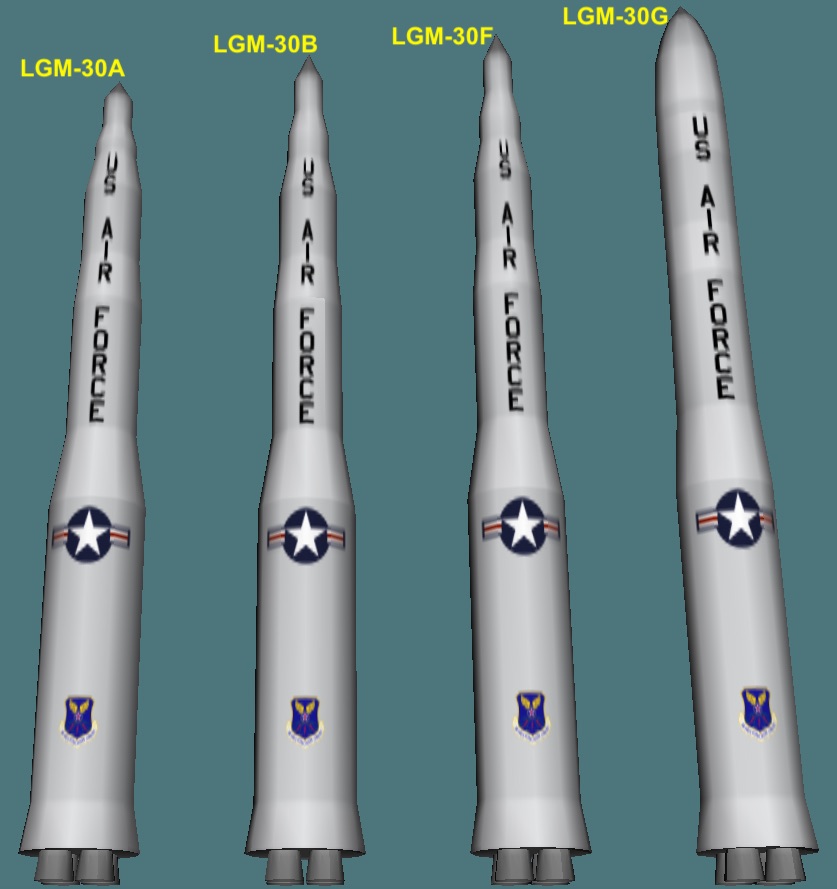 LGM-30A
LGM-30B
LGM-30F
LGM-30G
US AIR FORCE
US AIR FORCE
US AIR FORCE
US AIR FORCE